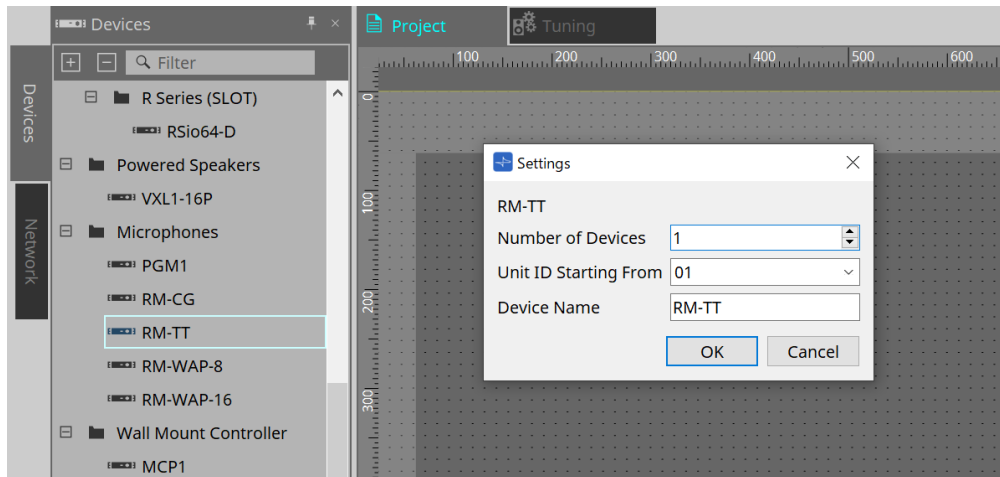 Devices
Project
Tuning
Filter
Devices
Network
R Series (SLOT)
RSio64-D
Powered Speakers
VXL1-16P
Microphones
PGM1
RM-CG
RM-TT
RM-WAP-8
RM-WAP-16
Wall Mount Controller
MCP1
100 200 300 400 500 600
0
100
200
300
Settings
RM-TT
Number of Devices 1
Unit ID Starting From 01
Device Name RM-TT
OK Cancel